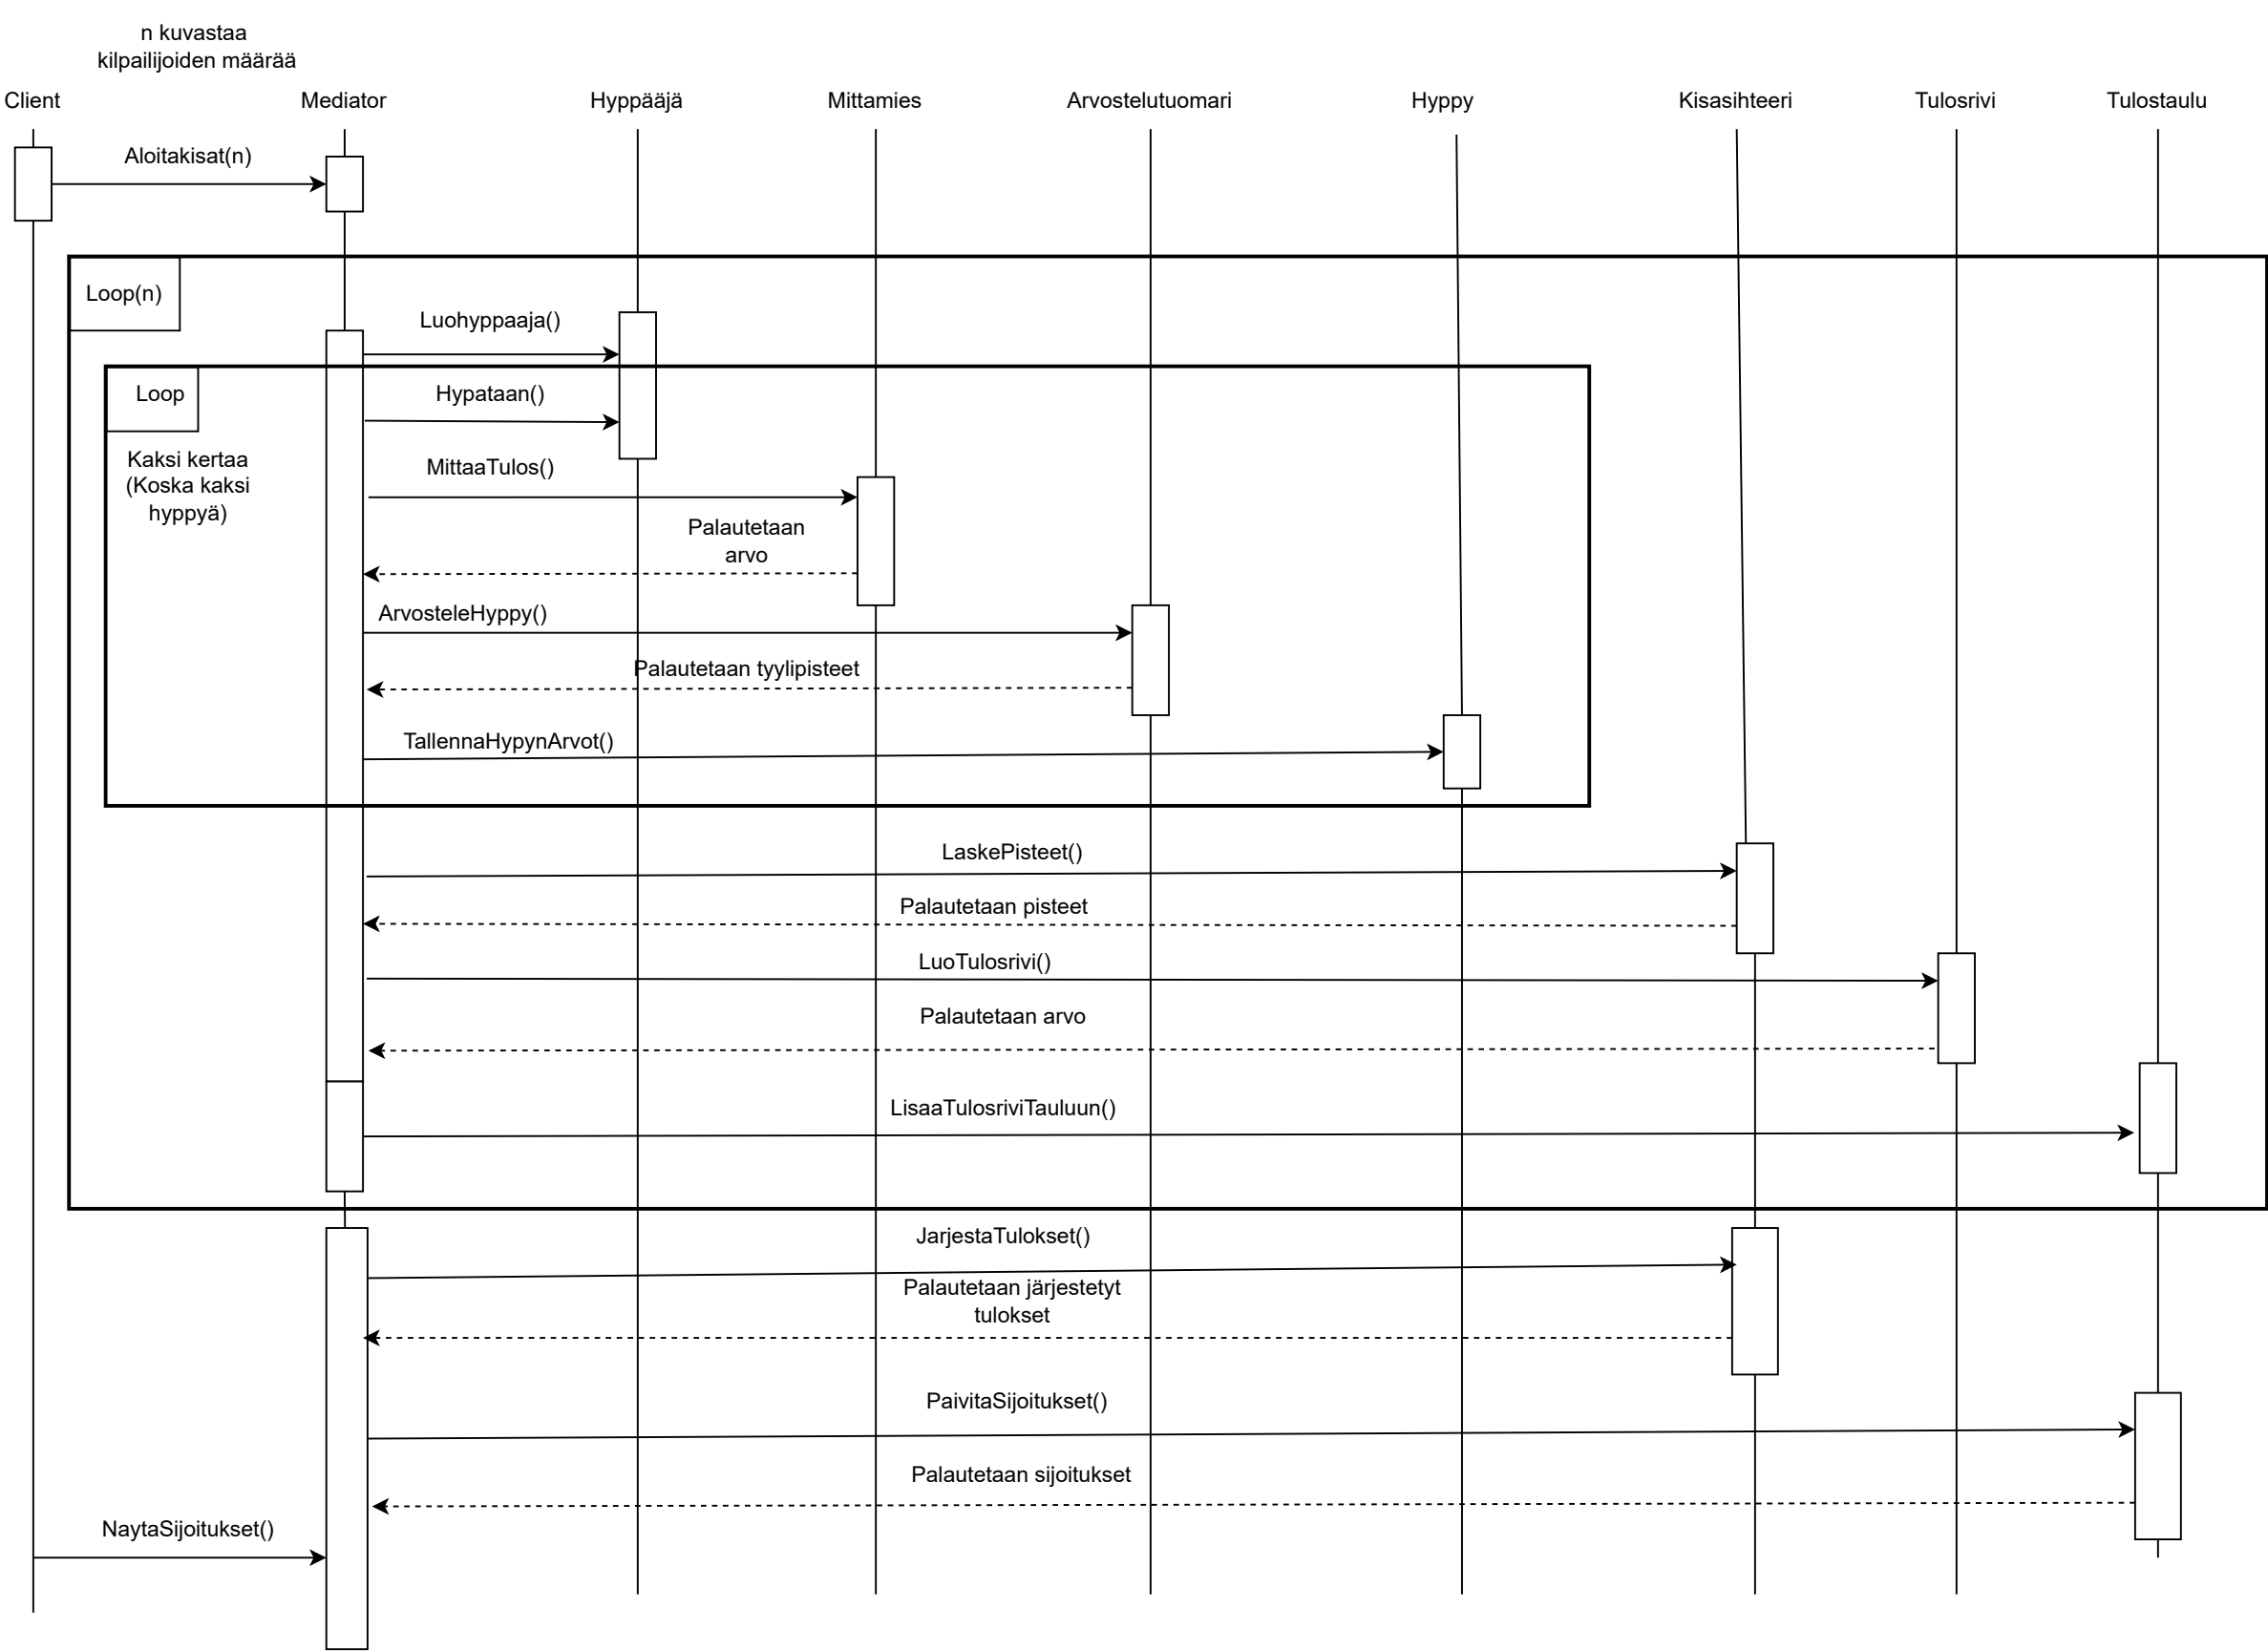 n kuvastaa
kilpailijoiden määrää
Client
Mediator
Hyppääjä
Mittamies
Arvostelutuomari
Hyppy
Kisasihteeri
Tulosrivi
Tulostaulu
Aloitakisat(n)
Loop(n)
Luohyppaaja()
Loop
Hypataan()
Kaksi kertaa
(Koska kaksi
hyppyä)
MittaaTulos()
Palautetaan
arvo
ArvosteleHyppy()
Palautetaan tyylipisteet
TallennaHypynArvot()
LaskePisteet()
Palautetaan pisteet
LuoTulosrivi()
Palautetaan arvo
LisaaTulosriviTauluun()
JarjestaTulokset()
Palautetaan järjestetyt
tulokset
PaivitaSijoitukset()
Palautetaan sijoitukset
NaytaSijoitukset()